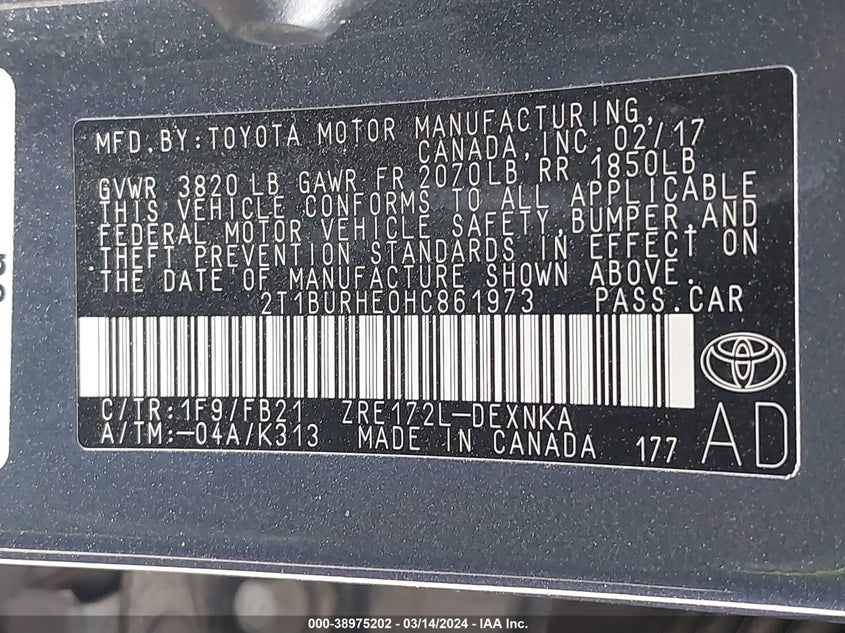 MFD.BY:TOYOTA MOTOR MANUFACTURING,
CANADA,INC.02/17
GVWR 3820 LB GAWR FR 2070LB RR 1850LB
THIS VEHICLE CONFORMS TO ALL APPLICABLE
FEDERAL MOTOR VEHICLE SAFETY,BUMPER,AND
THEFT PREVENTION STANDARDS IN EFFECT ON
THE DATE OF MANUFACTURE SHOWN ABOVE.
2T1BURHE0HC861973 PASS.CAR
C/TR:1F9/FB21 ZRE172L-DEXNKA
A/TM:-04A/K313 MADE IN CANADA 177
AD
000-38975202 - 03/14/2024 - IAA Inc.